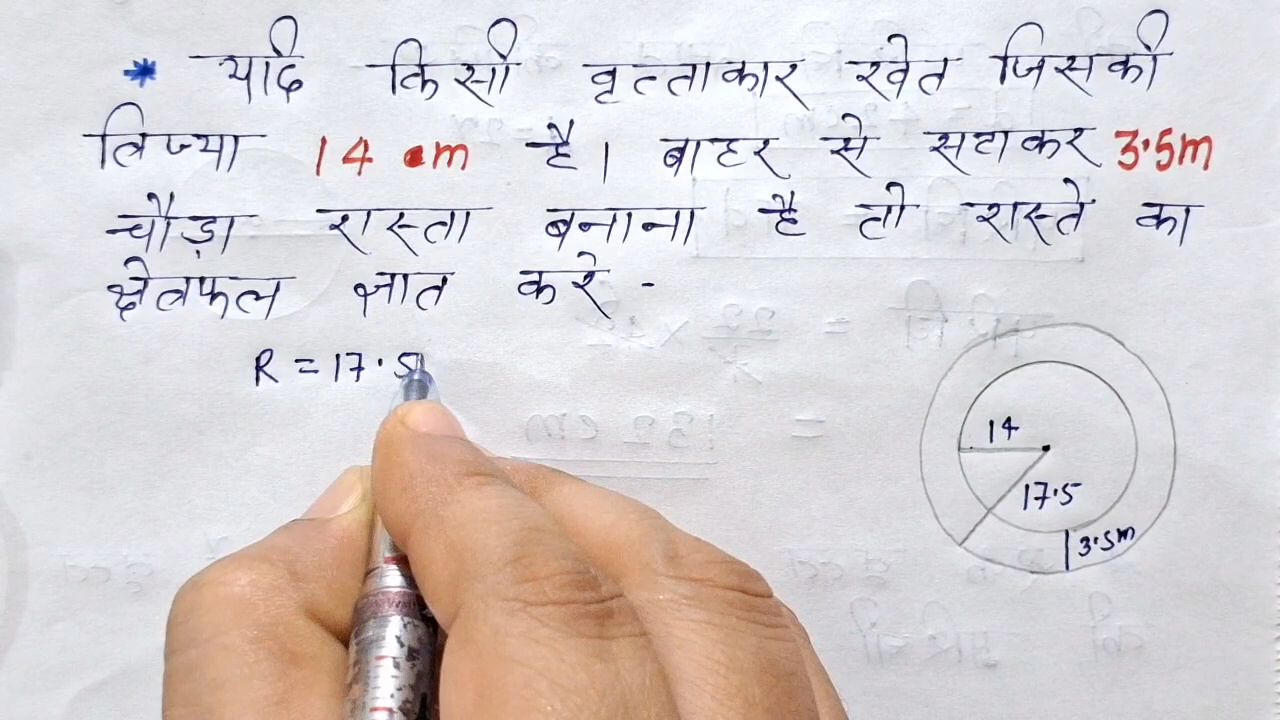 * यदि किसी वृत्ताकार खेत जिसकी
त्रिज्या 14 m है। बाहर से सटाकर 3.5m
चौड़ा रास्ता बनाना है तो रास्ते का
क्षेत्रफल ज्ञात करे -
R = 17.5
14
17.5
3.5m
= 132 cm